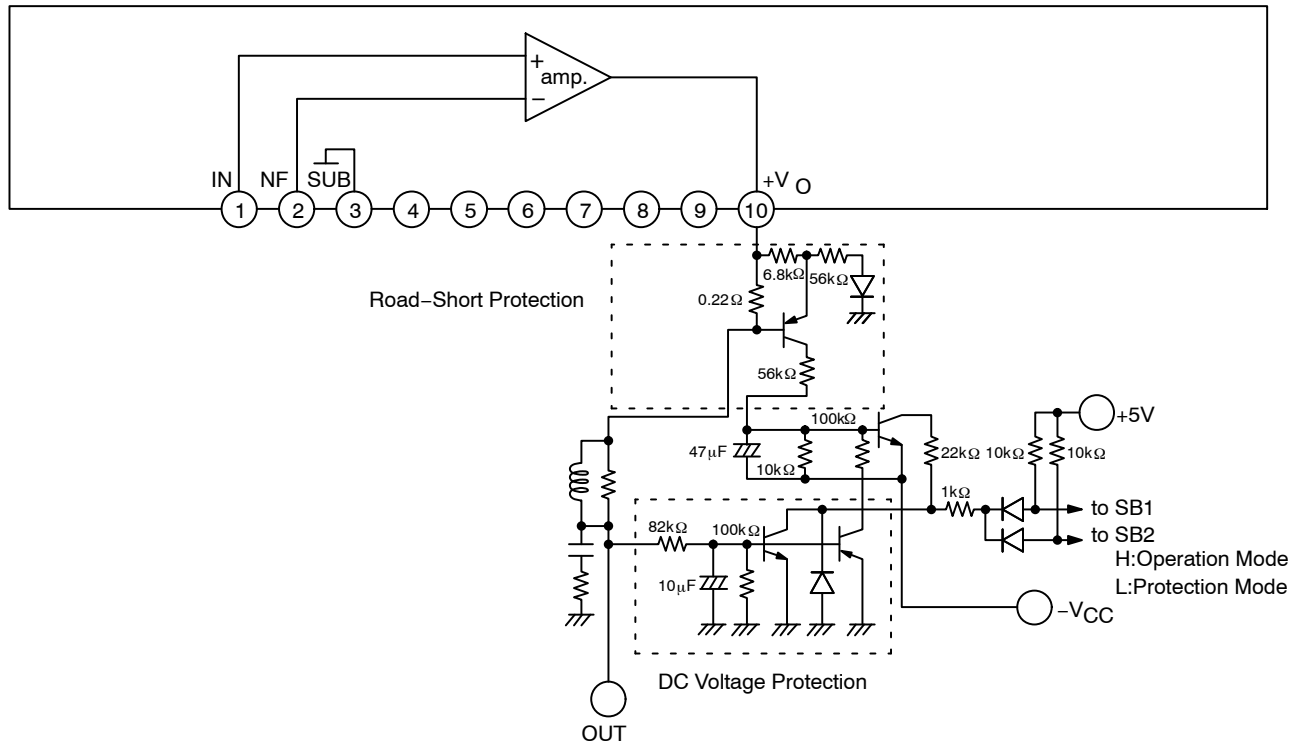 +
amp.
−
IN NF SUB
+V O
1 2 3 4 5 6 7 8 9 10
6.8kΩ 56kΩ
Road−Short Protection
0.22Ω
56kΩ
100kΩ
+5V
47µF
10kΩ
22kΩ 10kΩ 10kΩ
1kΩ
to SB1
82kΩ 100kΩ
to SB2
H:Operation Mode
10µF
L:Protection Mode
−VCC
DC Voltage Protection
OUT